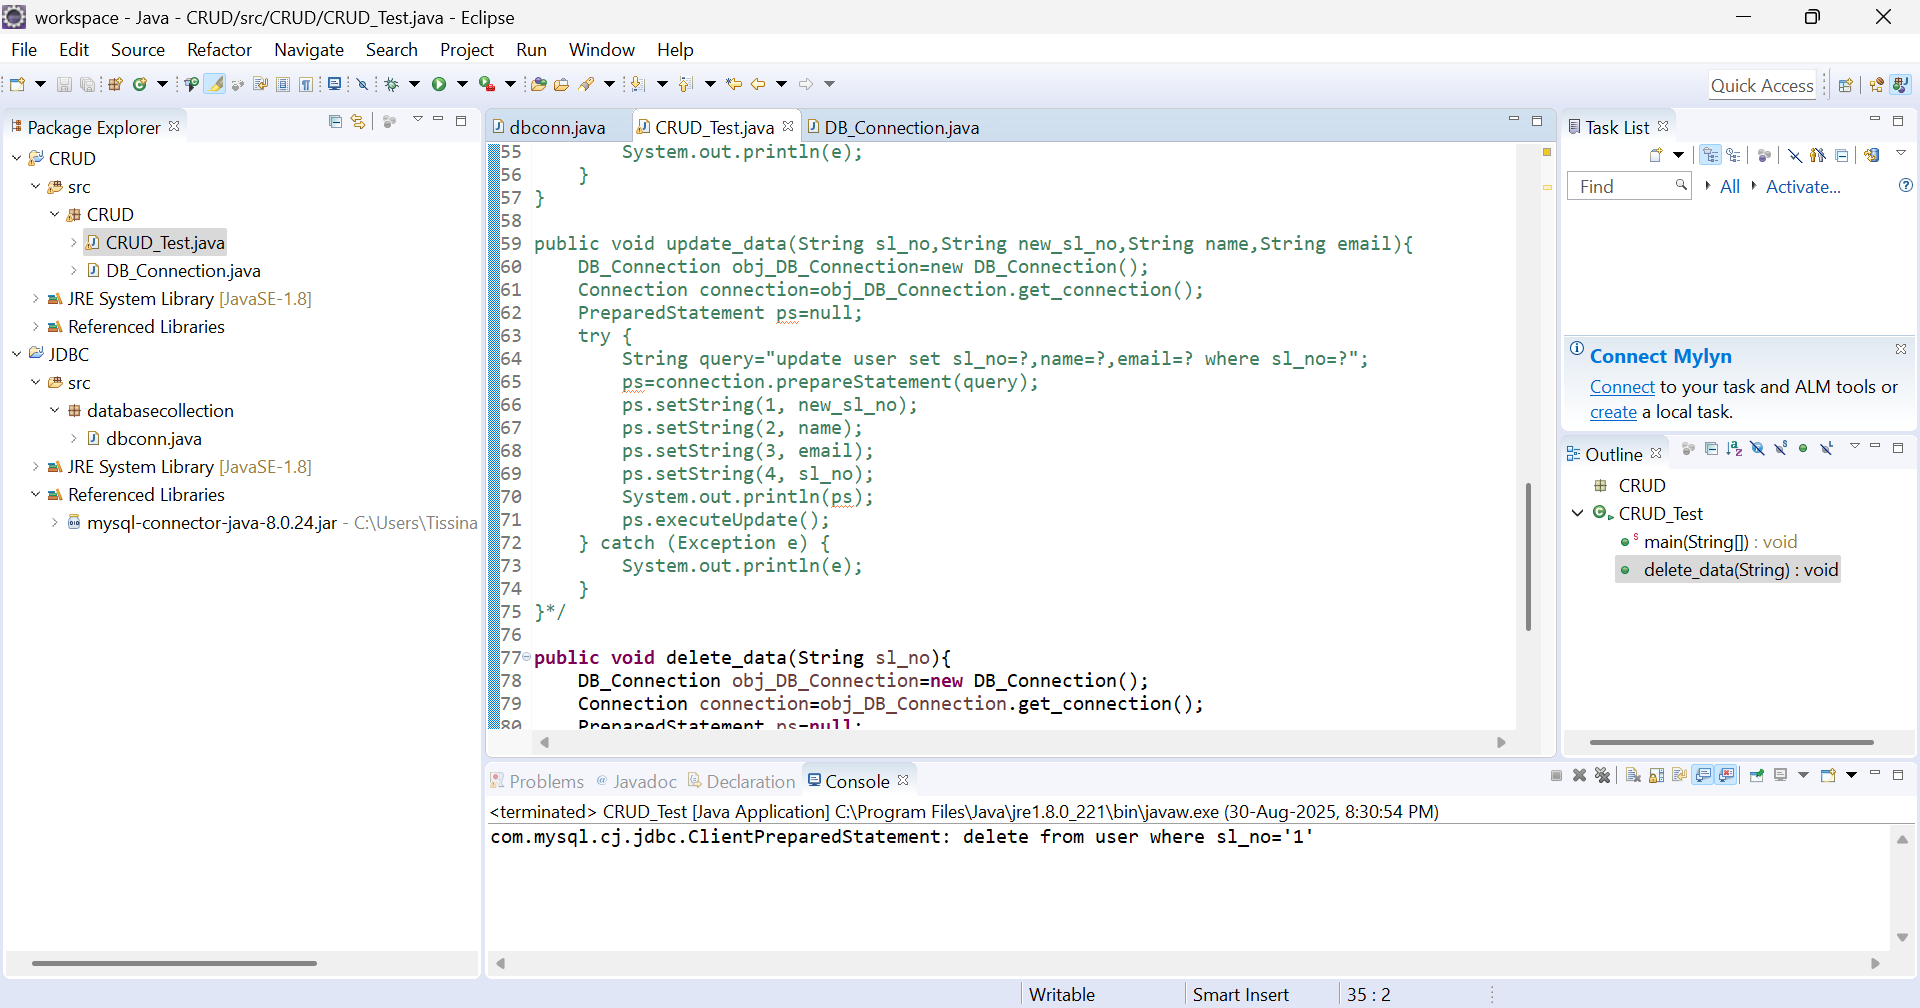 workspace - Java - CRUD/src/CRUD/CRUD_Test.java - Eclipse
File Edit Source Refactor Navigate Search Project Run Window Help
Quick Access
Package Explorer
CRUD
src
CRUD
CRUD_Test.java
DB_Connection.java
JRE System Library [JavaSE-1.8]
Referenced Libraries
JDBC
src
databasecollection
dbconn.java
JRE System Library [JavaSE-1.8]
Referenced Libraries
mysql-connector-java-8.0.24.jar - C:\Users\Tissina
dbconn.java CRUD_Test.java DB_Connection.java
55 System.out.println(e);
56 }
57 }
58
59 public void update_data(String sl_no,String new_sl_no,String name,String email){
60 DB_Connection obj_DB_Connection=new DB_Connection();
61 Connection connection=obj_DB_Connection.get_connection();
62 PreparedStatement ps=null;
63 try {
64 String query="update user set sl_no=?,name=?,email=? where sl_no=?";
65 ps=connection.prepareStatement(query);
66 ps.setString(1, new_sl_no);
67 ps.setString(2, name);
68 ps.setString(3, email);
69 ps.setString(4, sl_no);
70 System.out.println(ps);
71 ps.executeUpdate();
72 } catch (Exception e) {
73 System.out.println(e);
74 }
75 }*/
76
77 public void delete_data(String sl_no){
78 DB_Connection obj_DB_Connection=new DB_Connection();
79 Connection connection=obj_DB_Connection.get_connection();
80 PreparedStatement ps=null;
Task List
Find All Activate...
Connect Mylyn
Connect to your task and ALM tools or
create a local task.
Outline
CRUD
CRUD_Test
main(String[]) : void
delete_data(String) : void
Problems Javadoc Declaration Console
<terminated> CRUD_Test [Java Application] C:\Program Files\Java\jre1.8.0_221\bin\javaw.exe (30-Aug-2025, 8:30:54 PM)
com.mysql.cj.jdbc.ClientPreparedStatement: delete from user where sl_no='1'
Writable Smart Insert 35 : 2